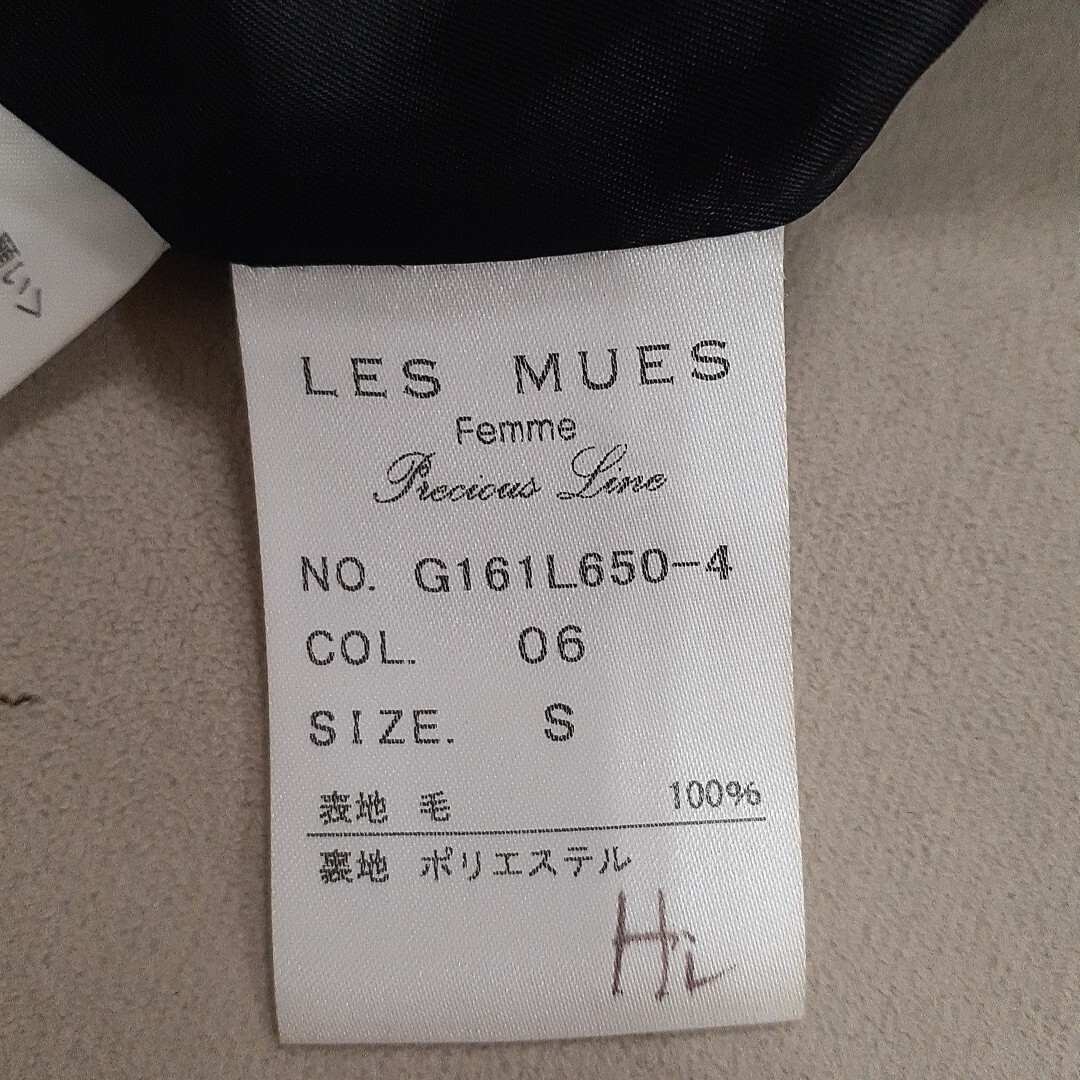 LES MUES
Femme
Precious Line
NO. G161L650-4
COL. 06
SIZE. S
表地 毛 100%
裏地 ポリエステル
Hi